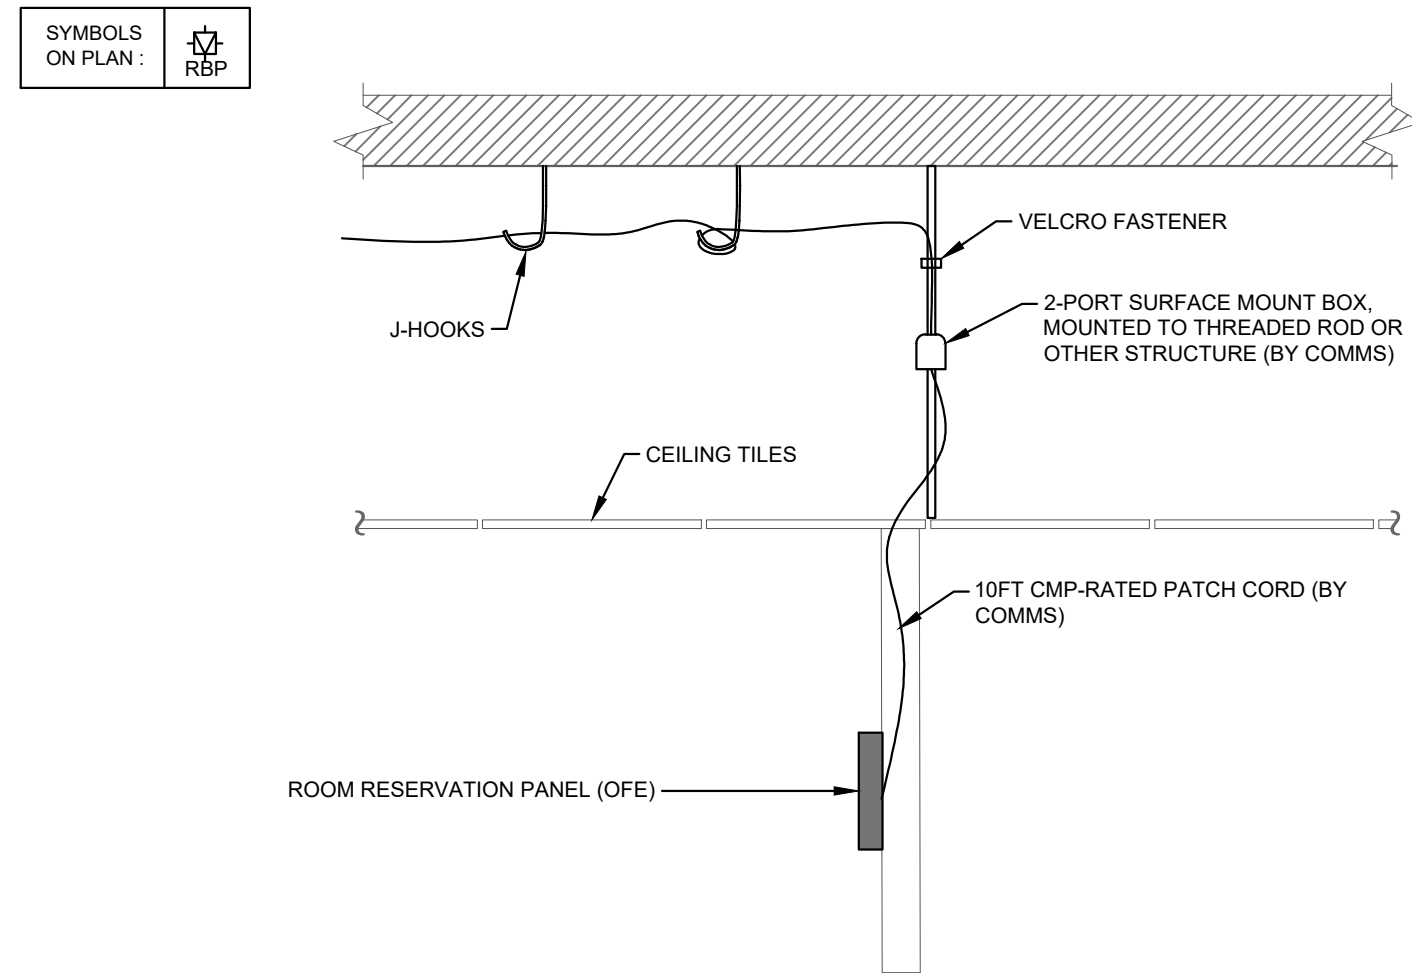 SYMBOLS
ON PLAN :
RBP
VELCRO FASTENER
2-PORT SURFACE MOUNT BOX,
MOUNTED TO THREADED ROD OR
OTHER STRUCTURE (BY COMMS)
J-HOOKS
CEILING TILES
10FT CMP-RATED PATCH CORD (BY
COMMS)
ROOM RESERVATION PANEL (OFE)